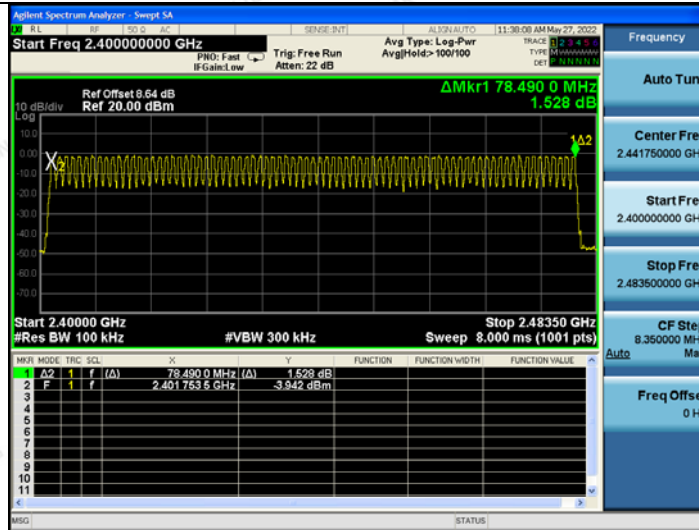 Agilent Spectrum Analyzer - Swept SA
RL RF 50 Ω AC SENSE:INT ALIGN AUTO 11:38:08 AM May 27, 2022
Start Freq 2.400000000 GHz
PNO: Fast
IFGain:Low
Trig: Free Run
Atten: 22 dB
Avg Type: Log-Pwr
Avg|Hold:>100/100
TRACE 1 2 3 4 5 6
TYPE
DET P N N N N N
Ref Offset 8.64 dB
10 dB/div Ref 20.00 dBm
Log
ΔMkr1 78.490 0 MHz
1.528 dB
10.0
0.00
-10.0
-20.0
-30.0
-40.0
-50.0
-60.0
-70.0
X2
1Δ2
Start 2.40000 GHz Stop 2.48350 GHz
#Res BW 100 kHz #VBW 300 kHz Sweep 8.000 ms (1001 pts)
MKR MODE TRC SCL X Y FUNCTION FUNCTION WIDTH FUNCTION VALUE
1 Δ2 1 f (Δ) 78.490 0 MHz (Δ) 1.528 dB
2 F 1 f 2.401 753 5 GHz -3.942 dBm
3
4
5
6
7
8
9
10
11
MSG STATUS
Frequency
Auto Tun
Center Fre
2.441750000 GH
Start Fre
2.400000000 GH
Stop Fre
2.483500000 GH
CF Ste
8.350000 MH
Auto Ma
Freq Offse
0 H